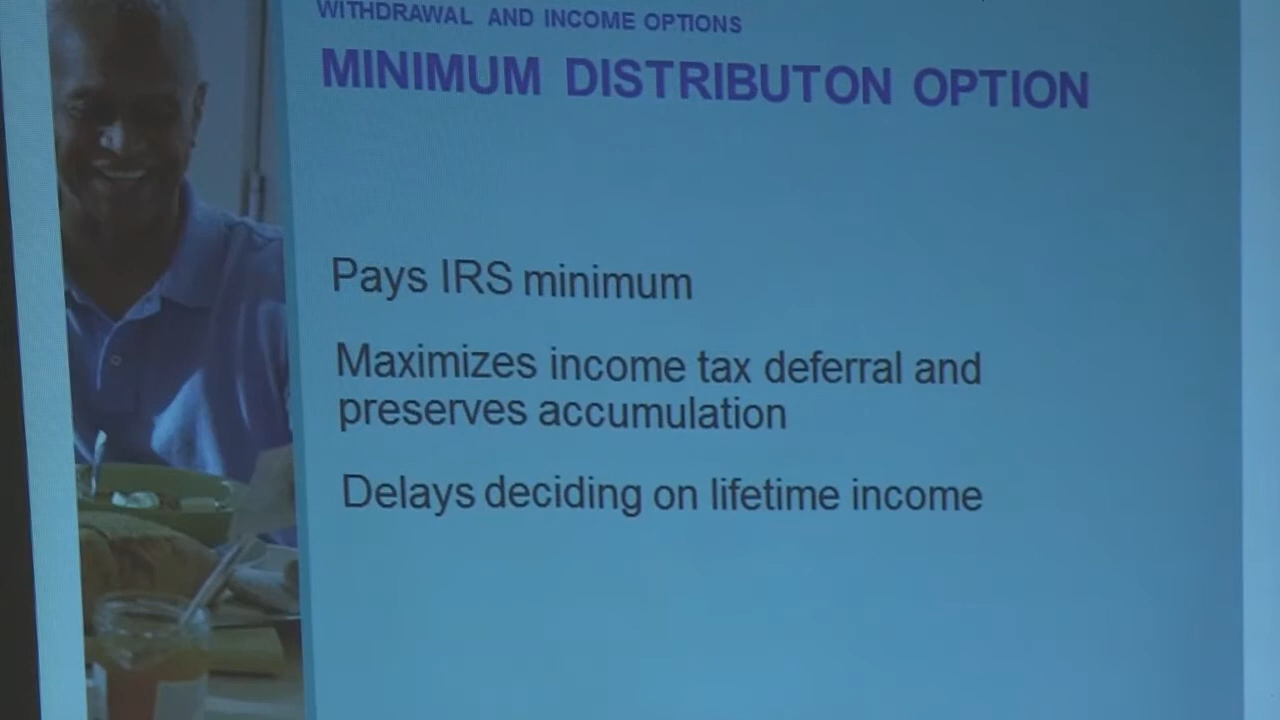 WITHDRAWAL AND INCOME OPTIONS
MINIMUM DISTRIBUTON OPTION
Pays IRS minimum
Maximizes income tax deferral and
preserves accumulation
Delays deciding on lifetime income